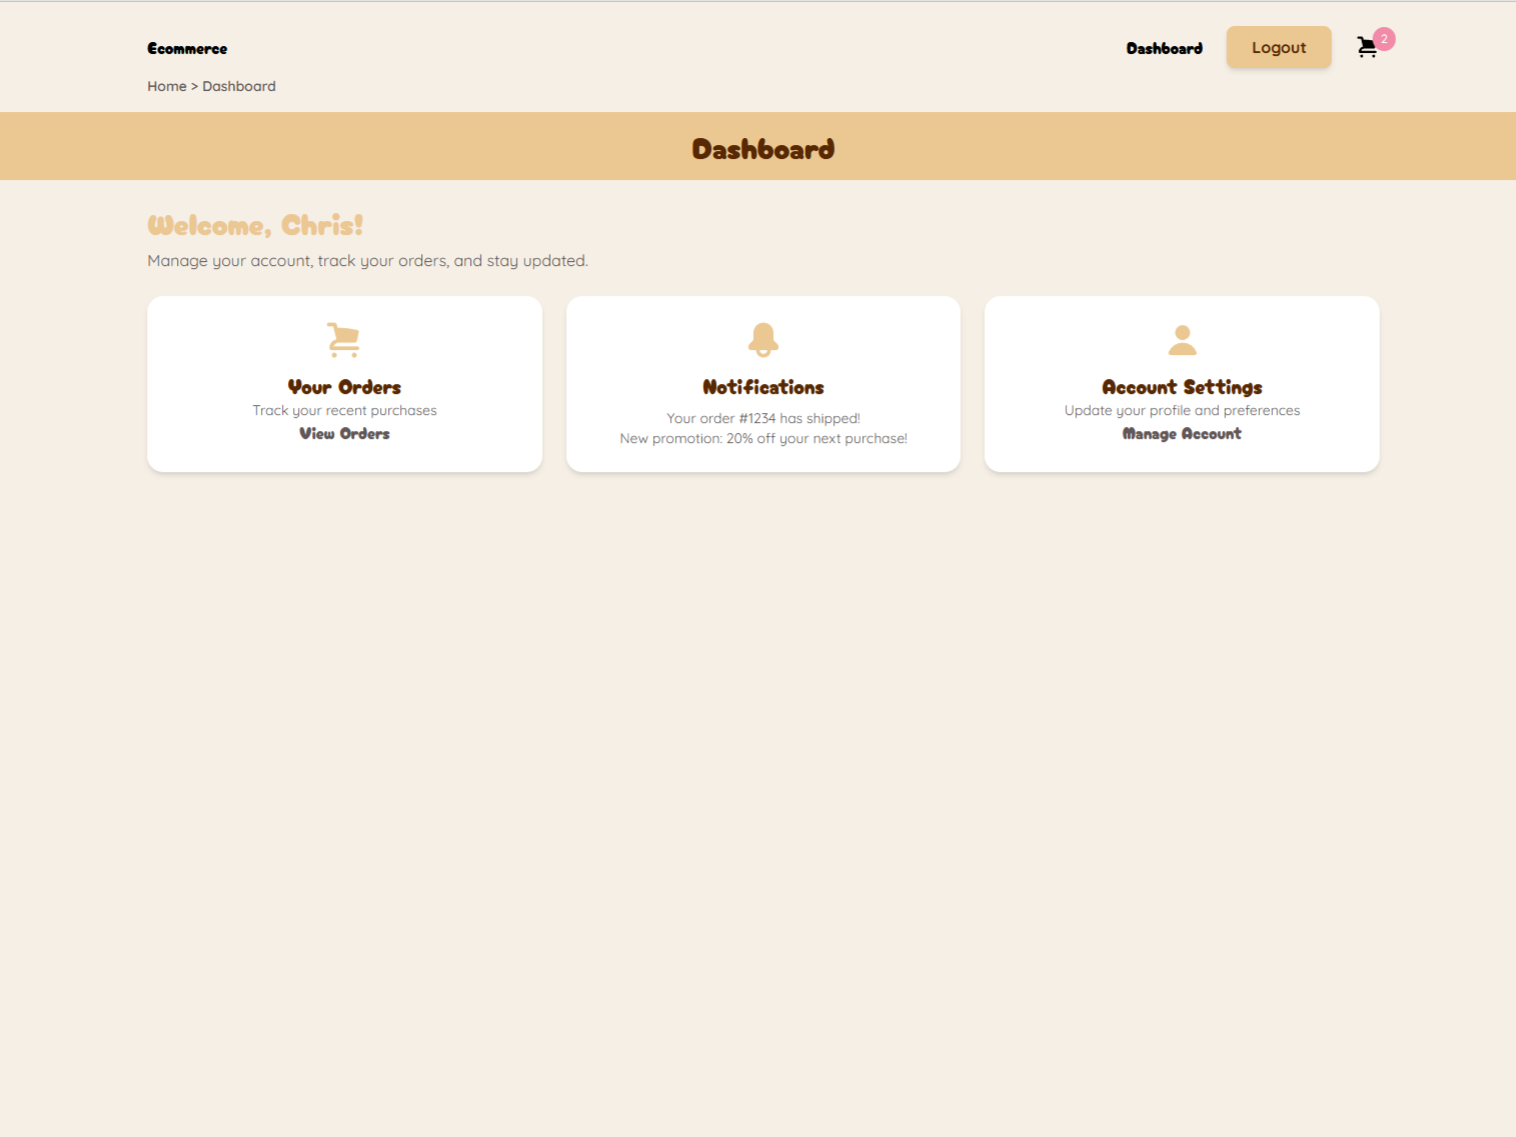 Ecommerce
Dashboard
Logout
2
Home > Dashboard
Dashboard
Welcome, Chris!
Manage your account, track your orders, and stay updated.
Your Orders
Track your recent purchases
View Orders
Notifications
Your order #1234 has shipped!
New promotion: 20% off your next purchase!
Account Settings
Update your profile and preferences
Manage Account